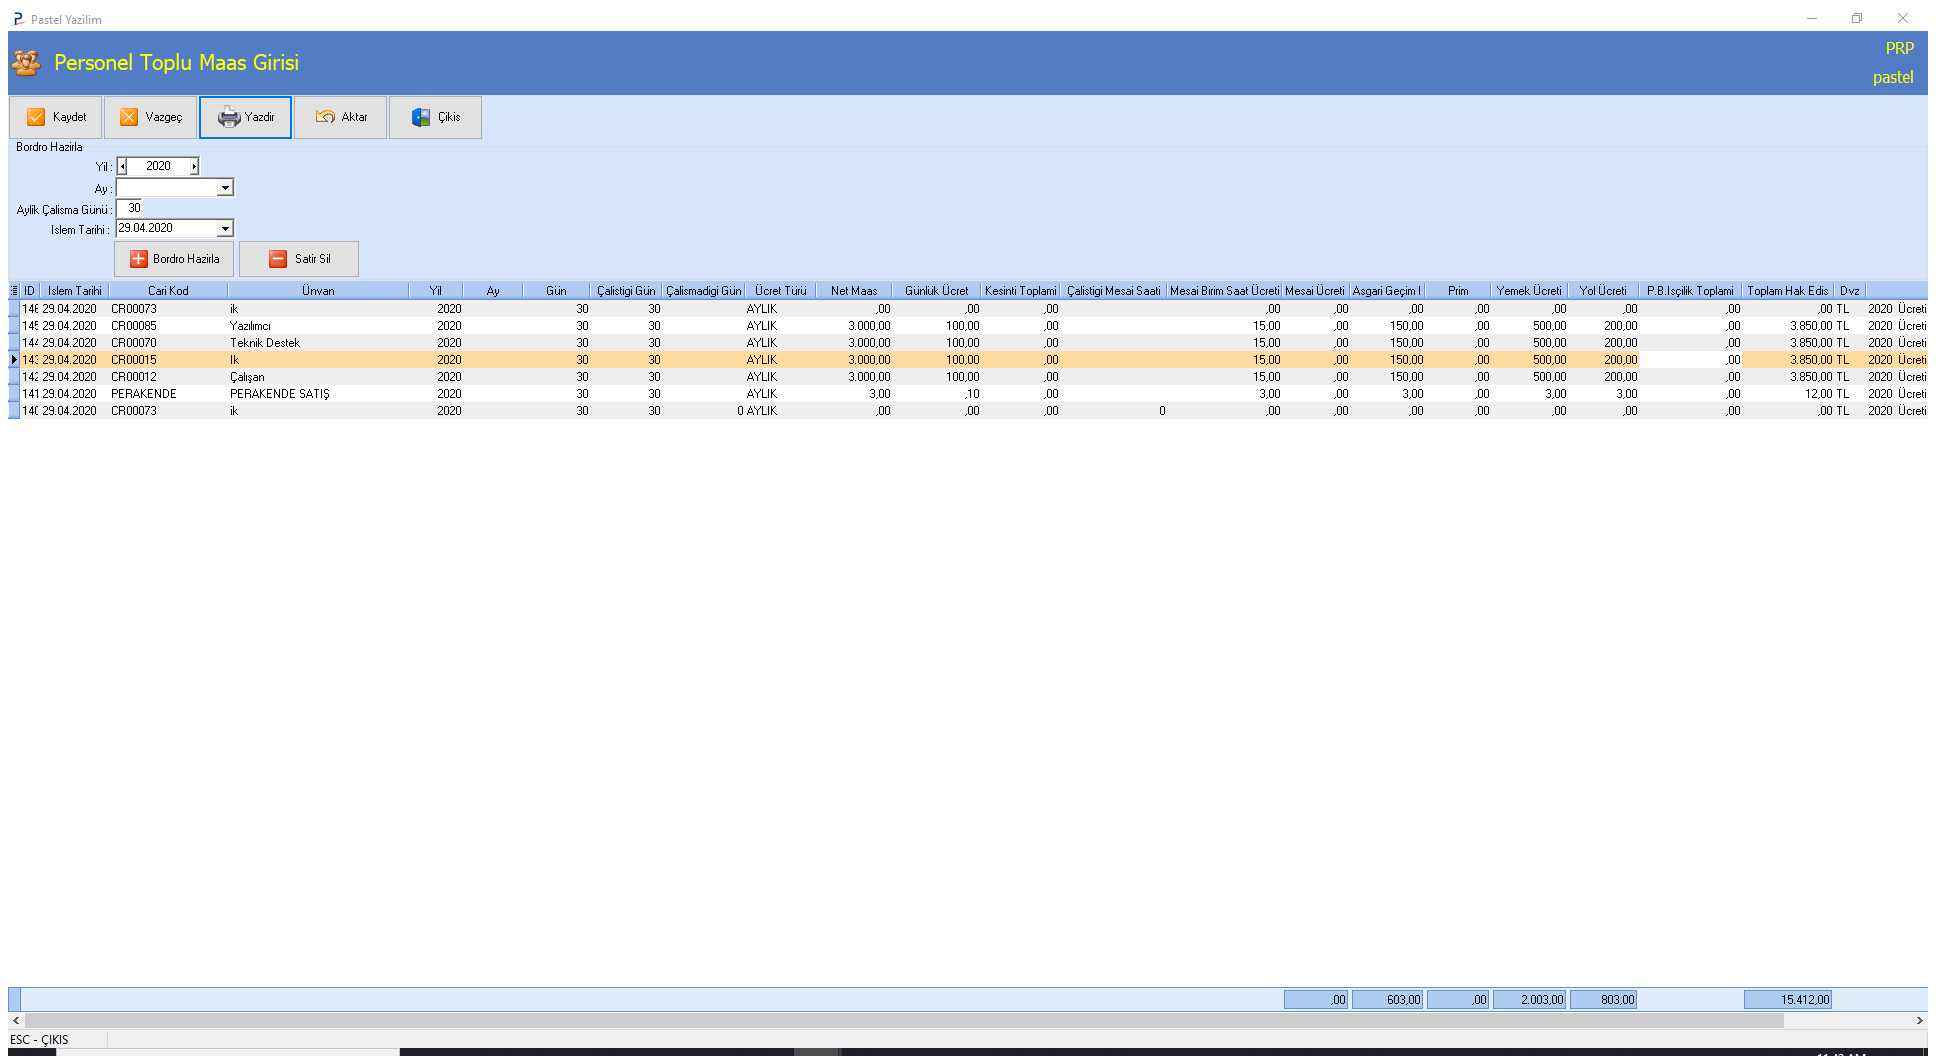 Pastel Yazilim
Personel Toplu Maas Girisi
PRP
pastel
Kaydet Vazgeç Yazdir Aktar Çikis
Bordro Hazirla
Yil : 2020
Ay :
Aylik Çalisma Günü : 30
Islem Tarihi : 29.04.2020
Bordro Hazirla Satir Sil
ID Islem Tarihi Cari Kod Ünvan Yil Ay Gün Çalistigi Gün Çalismadigi Gün Ücret Türü Net Maas Günlük Ücret Kesinti Toplami Çalistigi Mesai Saati Mesai Birim Saat Ücreti Mesai Ücreti Asgari Geçim I Prim Yemek Ücreti Yol Ücreti P.B.Isçilik Toplami Toplam Hak Edis Dvz
146 29.04.2020 CR00073 ik 2020 30 30 AYLIK ,00 ,00 ,00 ,00 ,00 ,00 ,00 ,00 ,00 ,00 ,00 TL 2020 Ücreti
145 29.04.2020 CR00085 Yazılımcı 2020 30 30 AYLIK 3.000,00 100,00 ,00 15,00 ,00 150,00 ,00 500,00 200,00 ,00 3.850,00 TL 2020 Ücreti
144 29.04.2020 CR00070 Teknik Destek 2020 30 30 AYLIK 3.000,00 100,00 ,00 15,00 ,00 150,00 ,00 500,00 200,00 ,00 3.850,00 TL 2020 Ücreti
143 29.04.2020 CR00015 Ik 2020 30 30 AYLIK 3.000,00 100,00 ,00 15,00 ,00 150,00 ,00 500,00 200,00 ,00 3.850,00 TL 2020 Ücreti
142 29.04.2020 CR00012 Çalışan 2020 30 30 AYLIK 3.000,00 100,00 ,00 15,00 ,00 150,00 ,00 500,00 200,00 ,00 3.850,00 TL 2020 Ücreti
141 29.04.2020 PERAKENDE PERAKENDE SATIŞ 2020 30 30 AYLIK 3,00 ,10 ,00 3,00 ,00 3,00 ,00 3,00 3,00 ,00 12,00 TL 2020 Ücreti
140 29.04.2020 CR00073 ik 2020 30 30 0 AYLIK ,00 ,00 ,00 0 ,00 ,00 ,00 ,00 ,00 ,00 ,00 ,00 TL 2020 Ücreti
,00 603,00 ,00 2.003,00 803,00 15.412,00
ESC - ÇIKIS